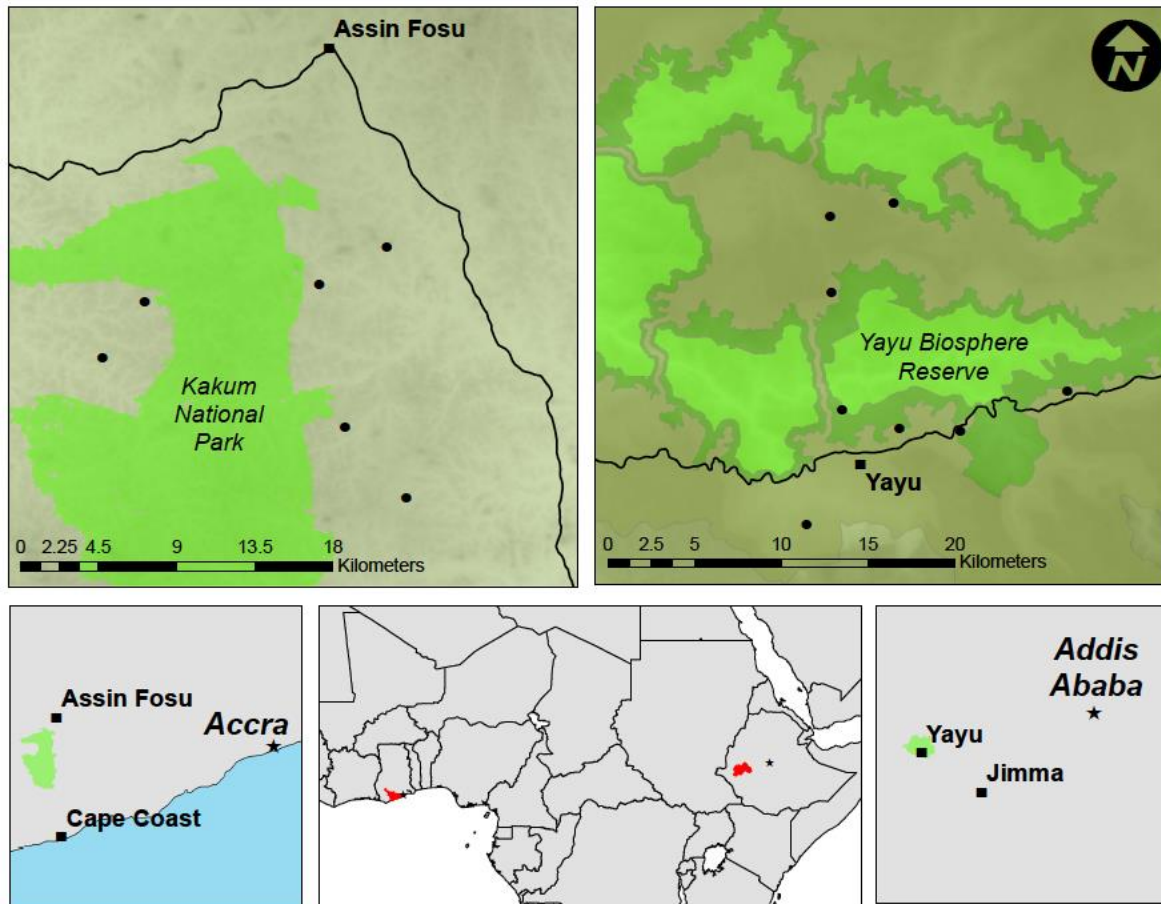 Assin Fosu
Kakum
National
Park
0 2.25 4.5 9 13.5 18
Kilometers
N
Yayu Biosphere
Reserve
Yayu
0 2.5 5 10 15 20
Kilometers
Assin Fosu
Accra
Cape Coast
Addis
Ababa
Yayu
Jimma